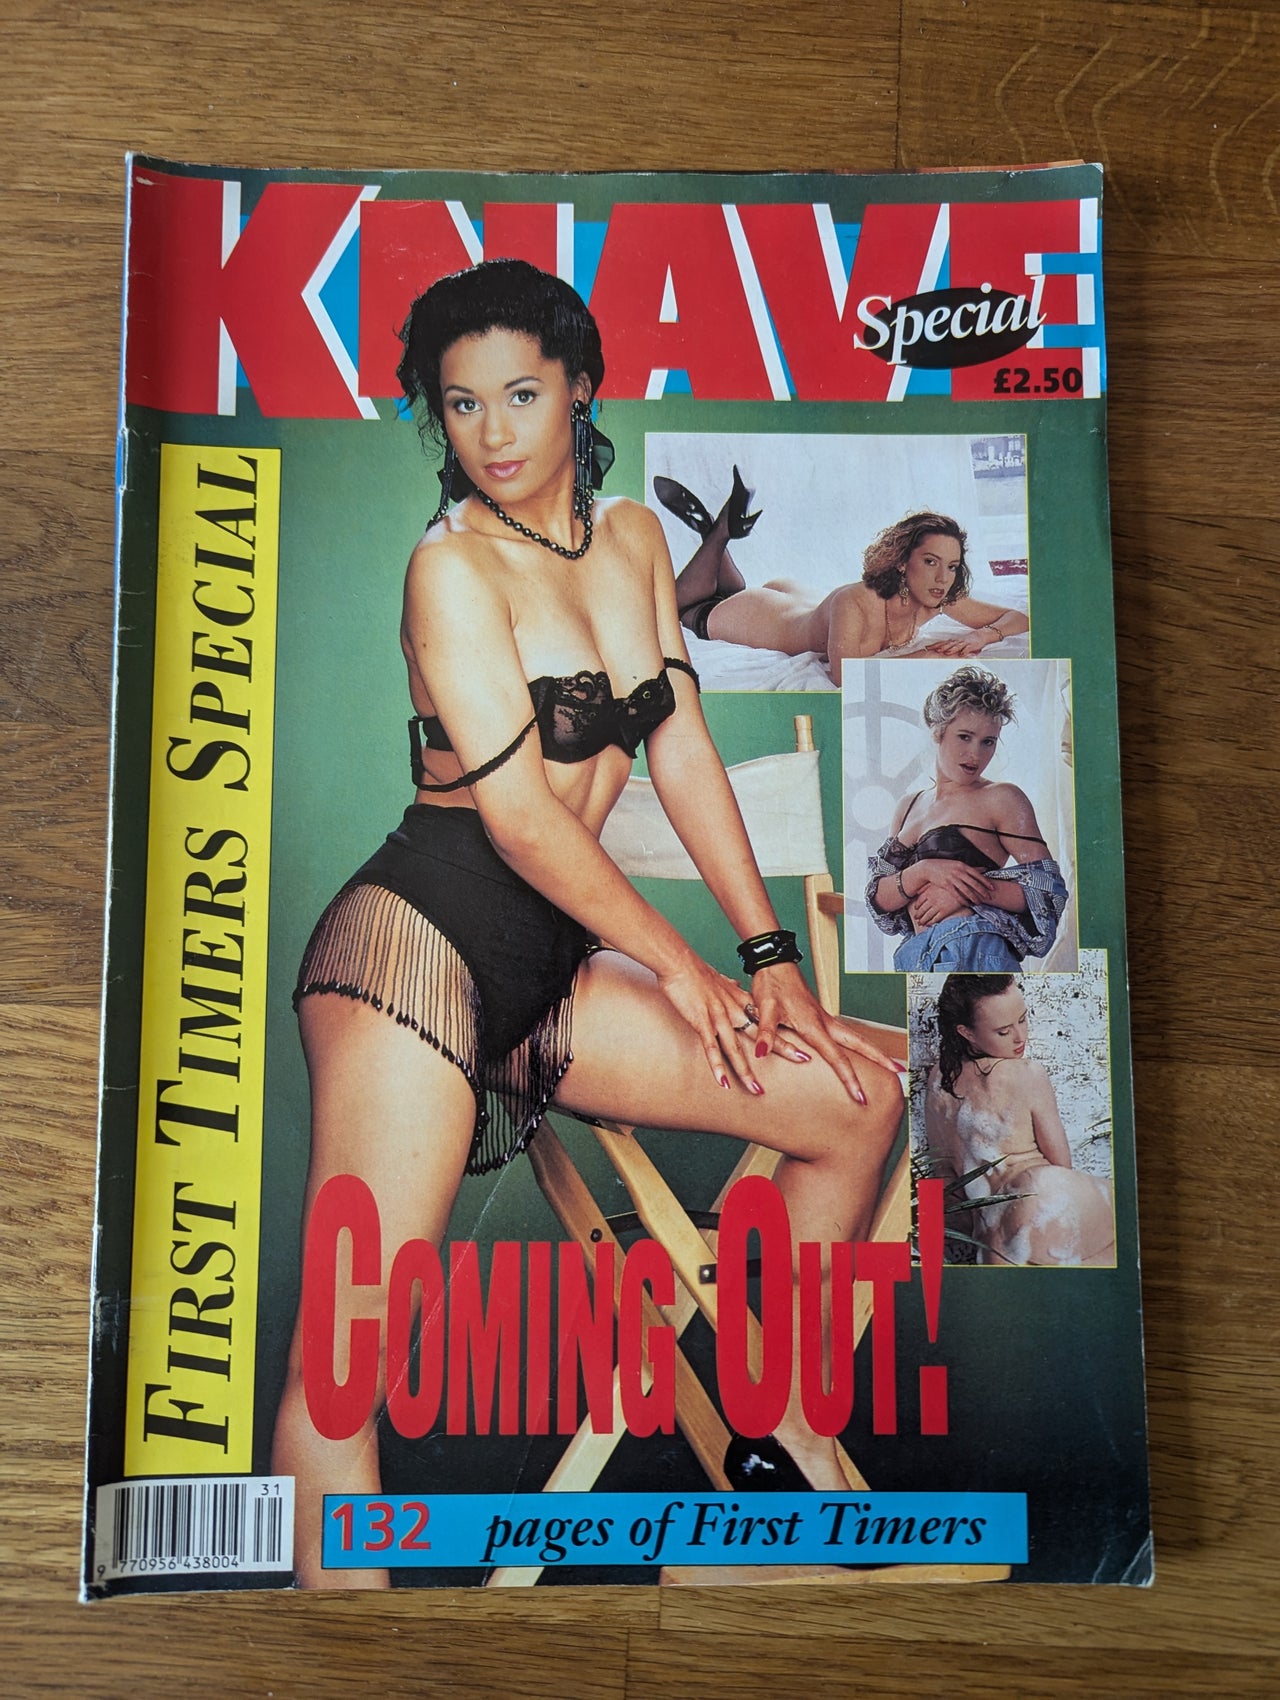 KNAVE
Special
£2.50
FIRST TIMERS SPECIAL
COMING OUT!
132 pages of First Timers
31
9 770956 438004